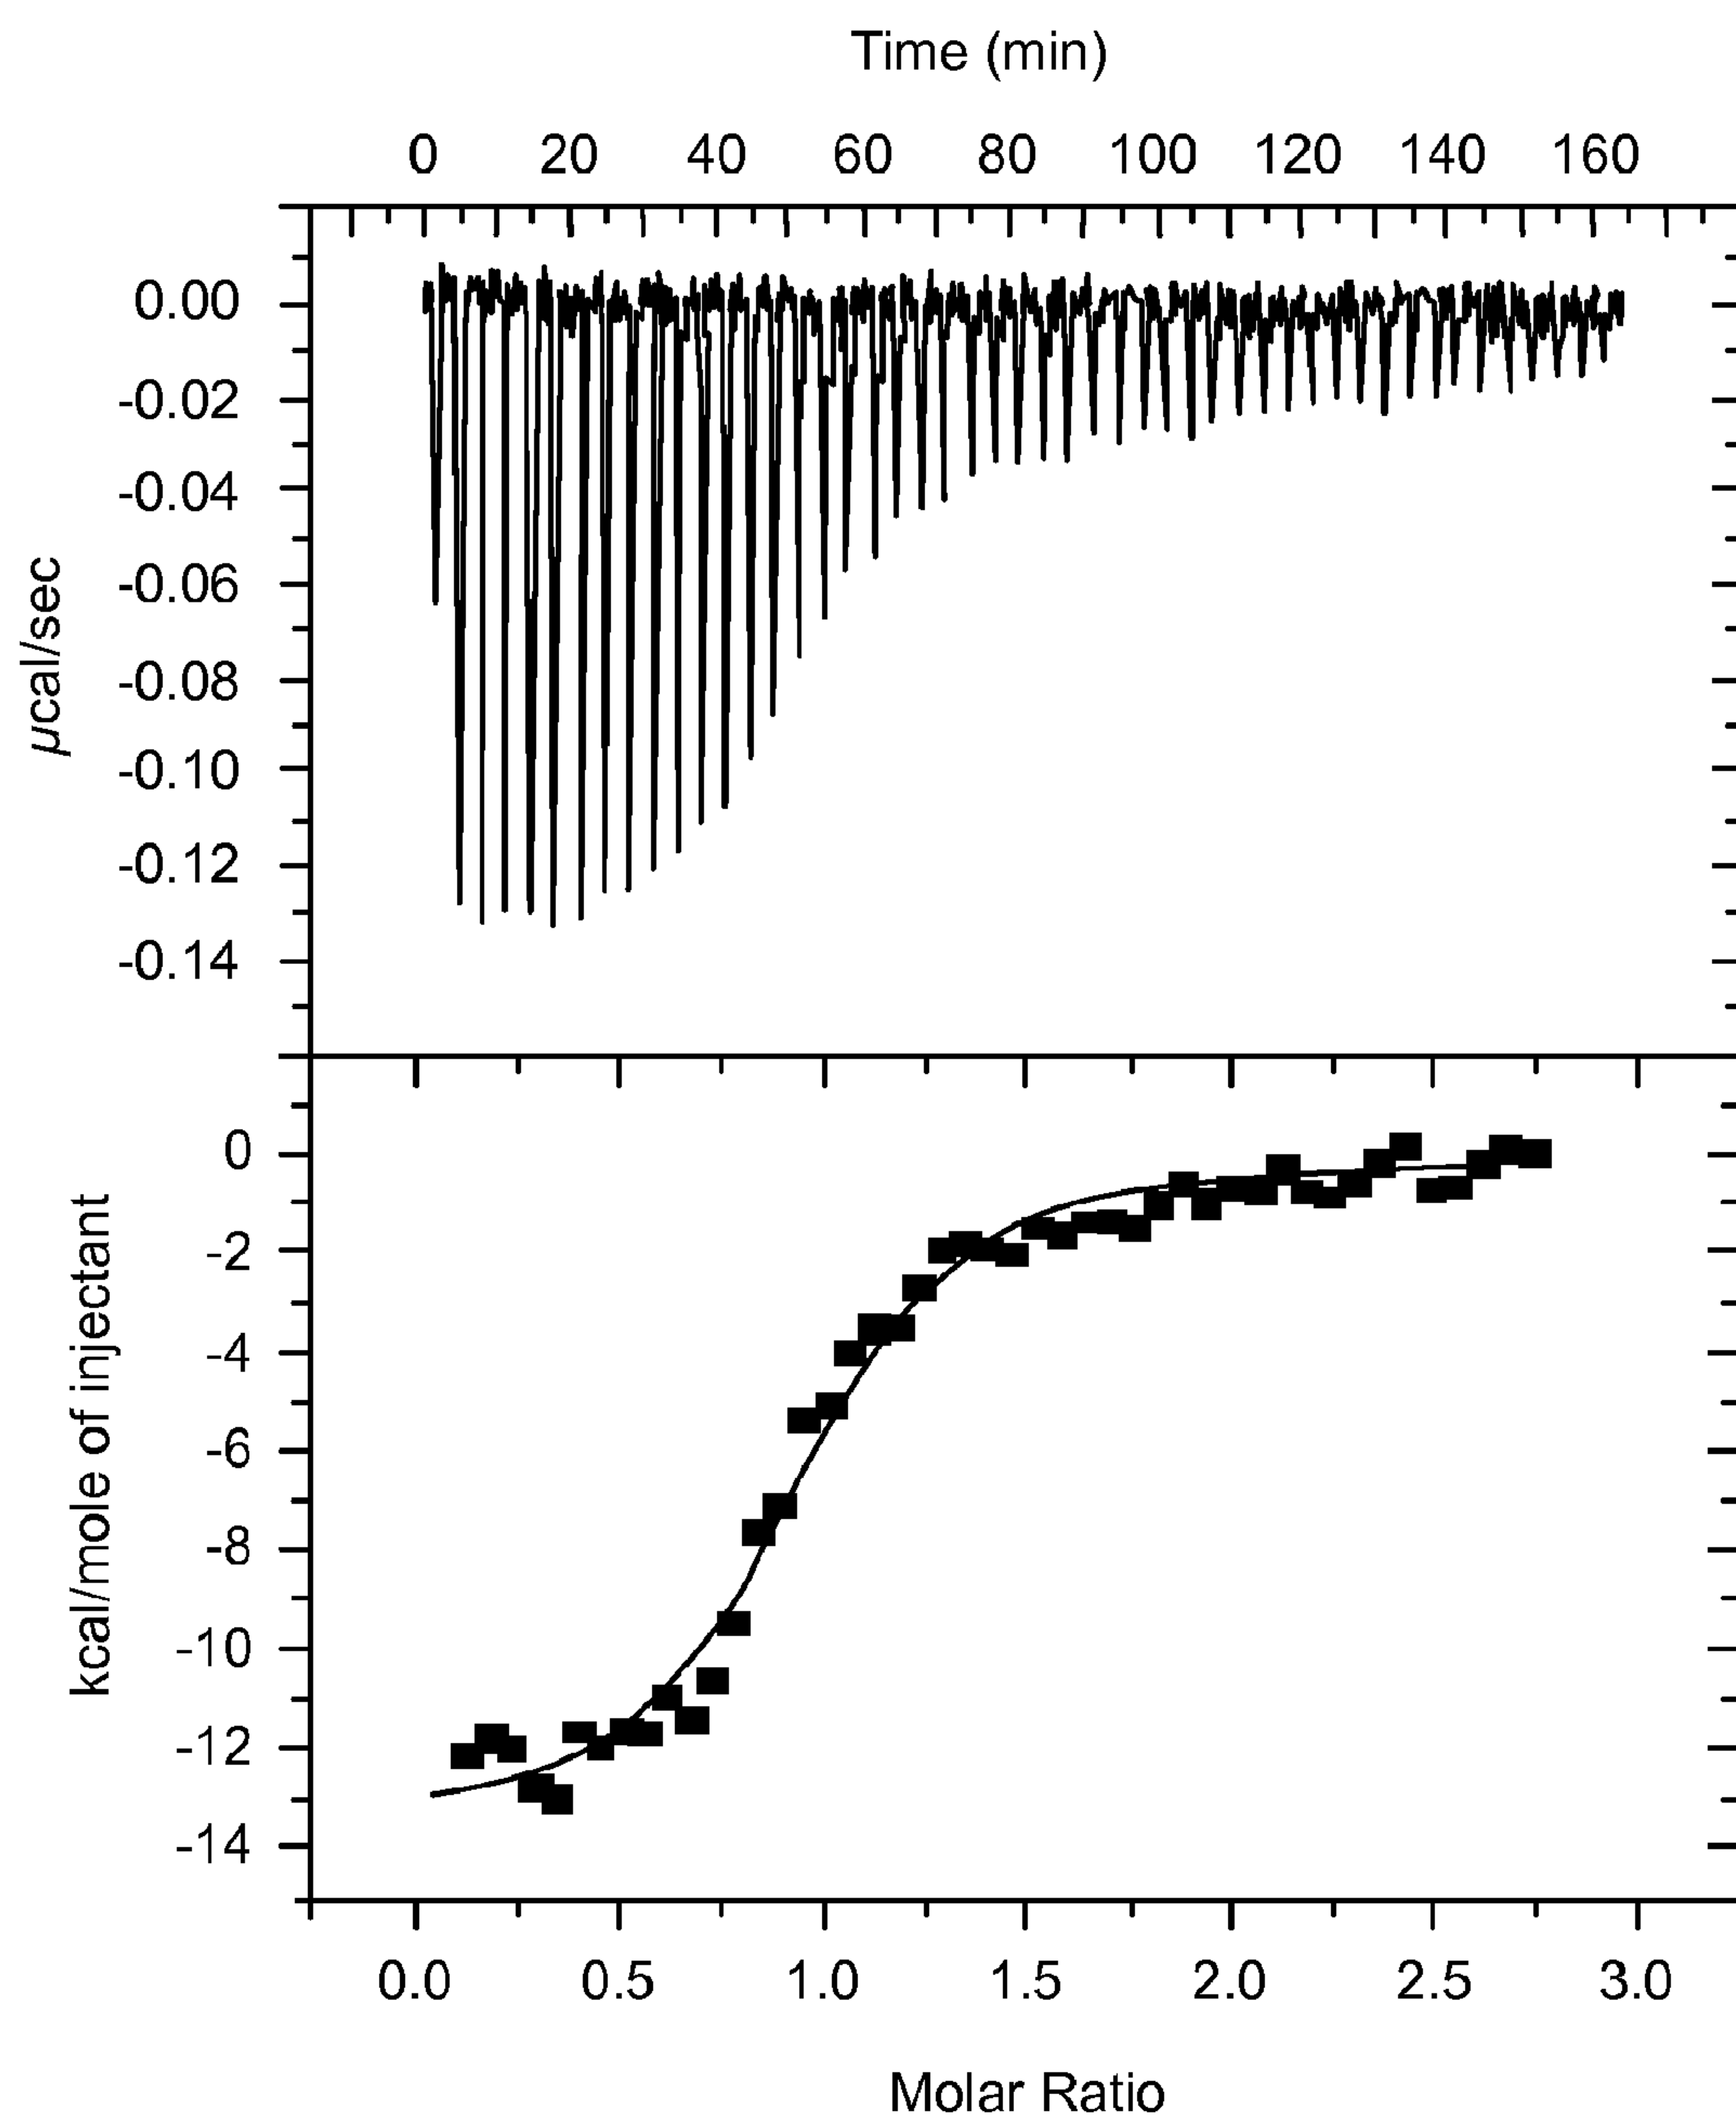 Time (min)
0 20 40 60 80 100 120 140 160
0.00
-0.02
-0.04
-0.06
-0.08
-0.10
-0.12
-0.14
µcal/sec
0
-2
-4
-6
-8
-10
-12
-14
kcal/mole of injectant
0.0 0.5 1.0 1.5 2.0 2.5 3.0
Molar Ratio